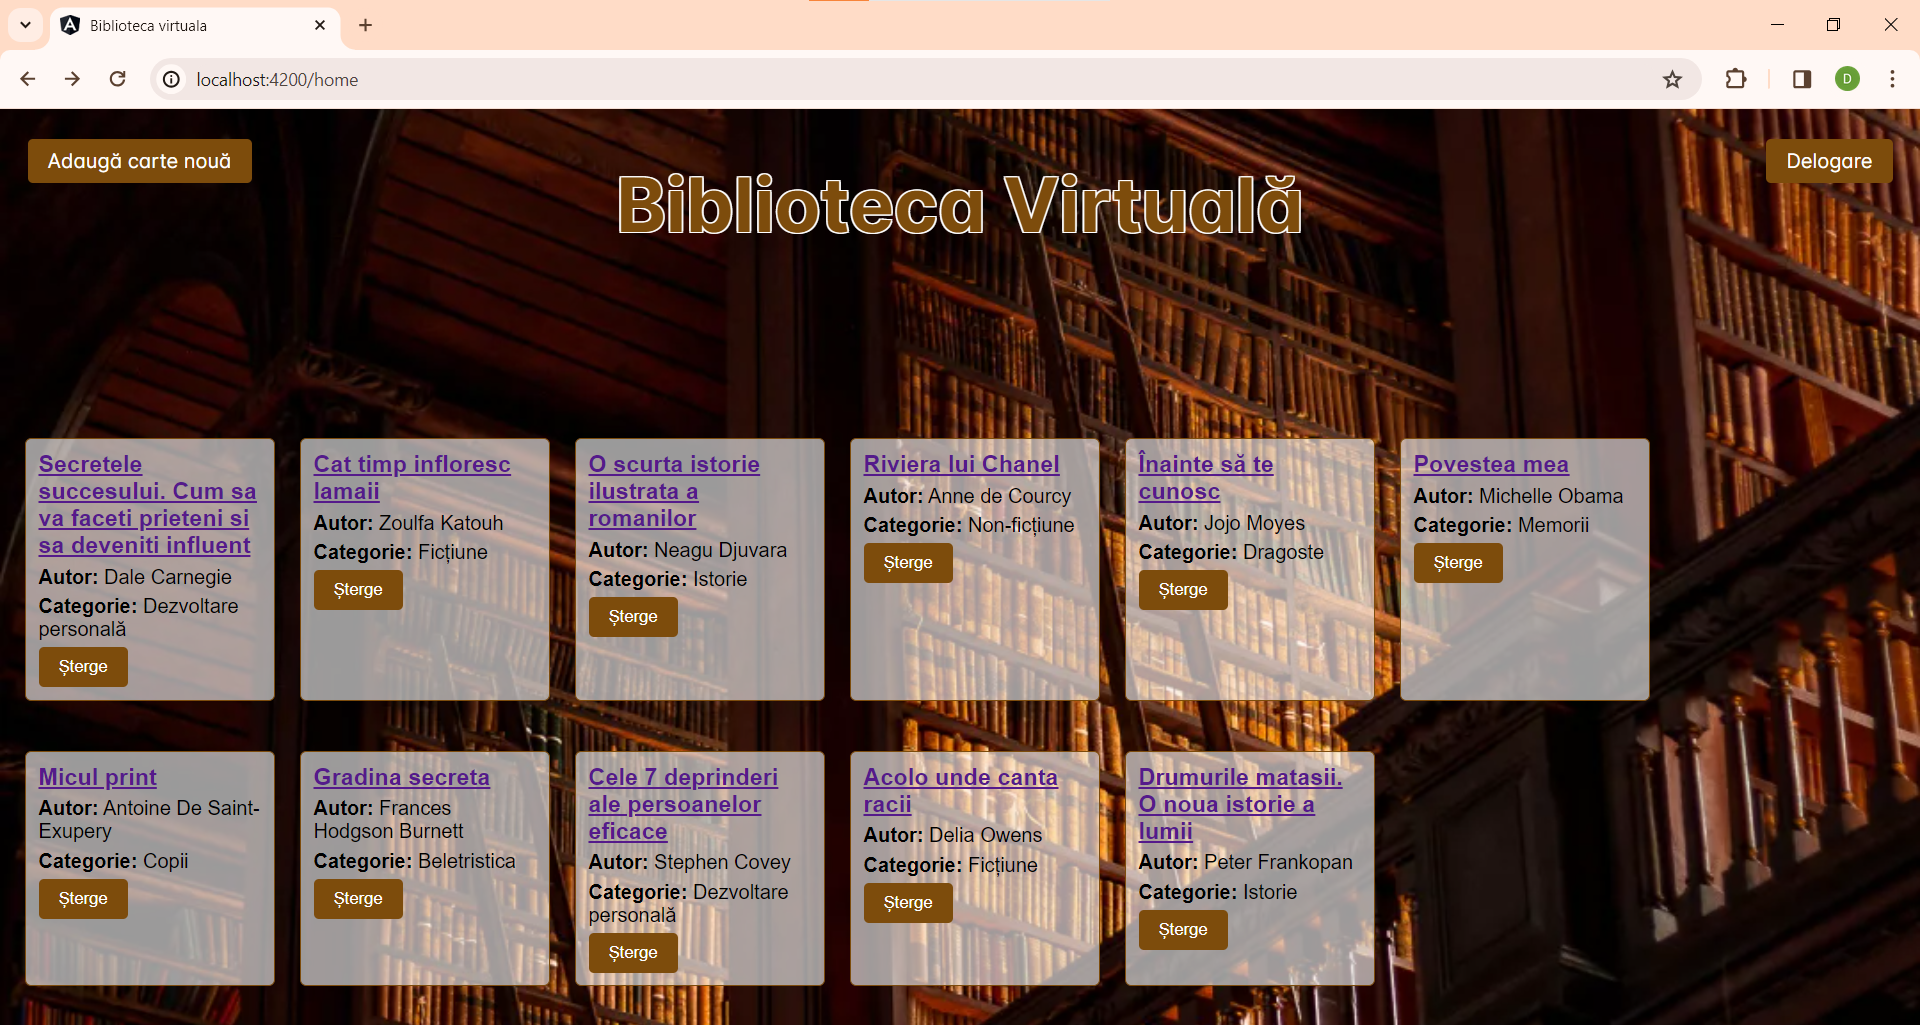 Biblioteca virtuala
localhost:4200/home
D
Adaugă carte nouă
Delogare
Biblioteca Virtuală
Secretele
succesului. Cum sa
va faceti prieteni si
sa deveniti influent
Autor: Dale Carnegie
Categorie: Dezvoltare
personală
Șterge
Cat timp infloresc
lamaii
Autor: Zoulfa Katouh
Categorie: Ficțiune
Șterge
O scurta istorie
ilustrata a
romanilor
Autor: Neagu Djuvara
Categorie: Istorie
Șterge
Riviera lui Chanel
Autor: Anne de Courcy
Categorie: Non-ficțiune
Șterge
Înainte să te
cunosc
Autor: Jojo Moyes
Categorie: Dragoste
Șterge
Povestea mea
Autor: Michelle Obama
Categorie: Memorii
Șterge
Micul print
Autor: Antoine De Saint-
Exupery
Categorie: Copii
Șterge
Gradina secreta
Autor: Frances
Hodgson Burnett
Categorie: Beletristica
Șterge
Cele 7 deprinderi
ale persoanelor
eficace
Autor: Stephen Covey
Categorie: Dezvoltare
personală
Șterge
Acolo unde canta
racii
Autor: Delia Owens
Categorie: Ficțiune
Șterge
Drumurile matasii.
O noua istorie a
lumii
Autor: Peter Frankopan
Categorie: Istorie
Șterge